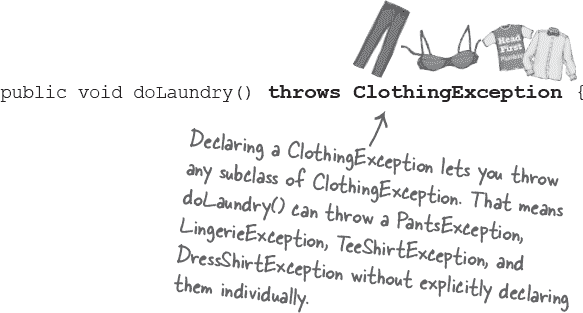 Head
First
public void doLaundry() throws ClothingException {
Declaring a ClothingException lets you throw
any subclass of ClothingException. That means
doLaundry() can throw a PantsException,
LingerieException, TeeShirtException, and
DressShirtException without explicitly declaring
them individually.